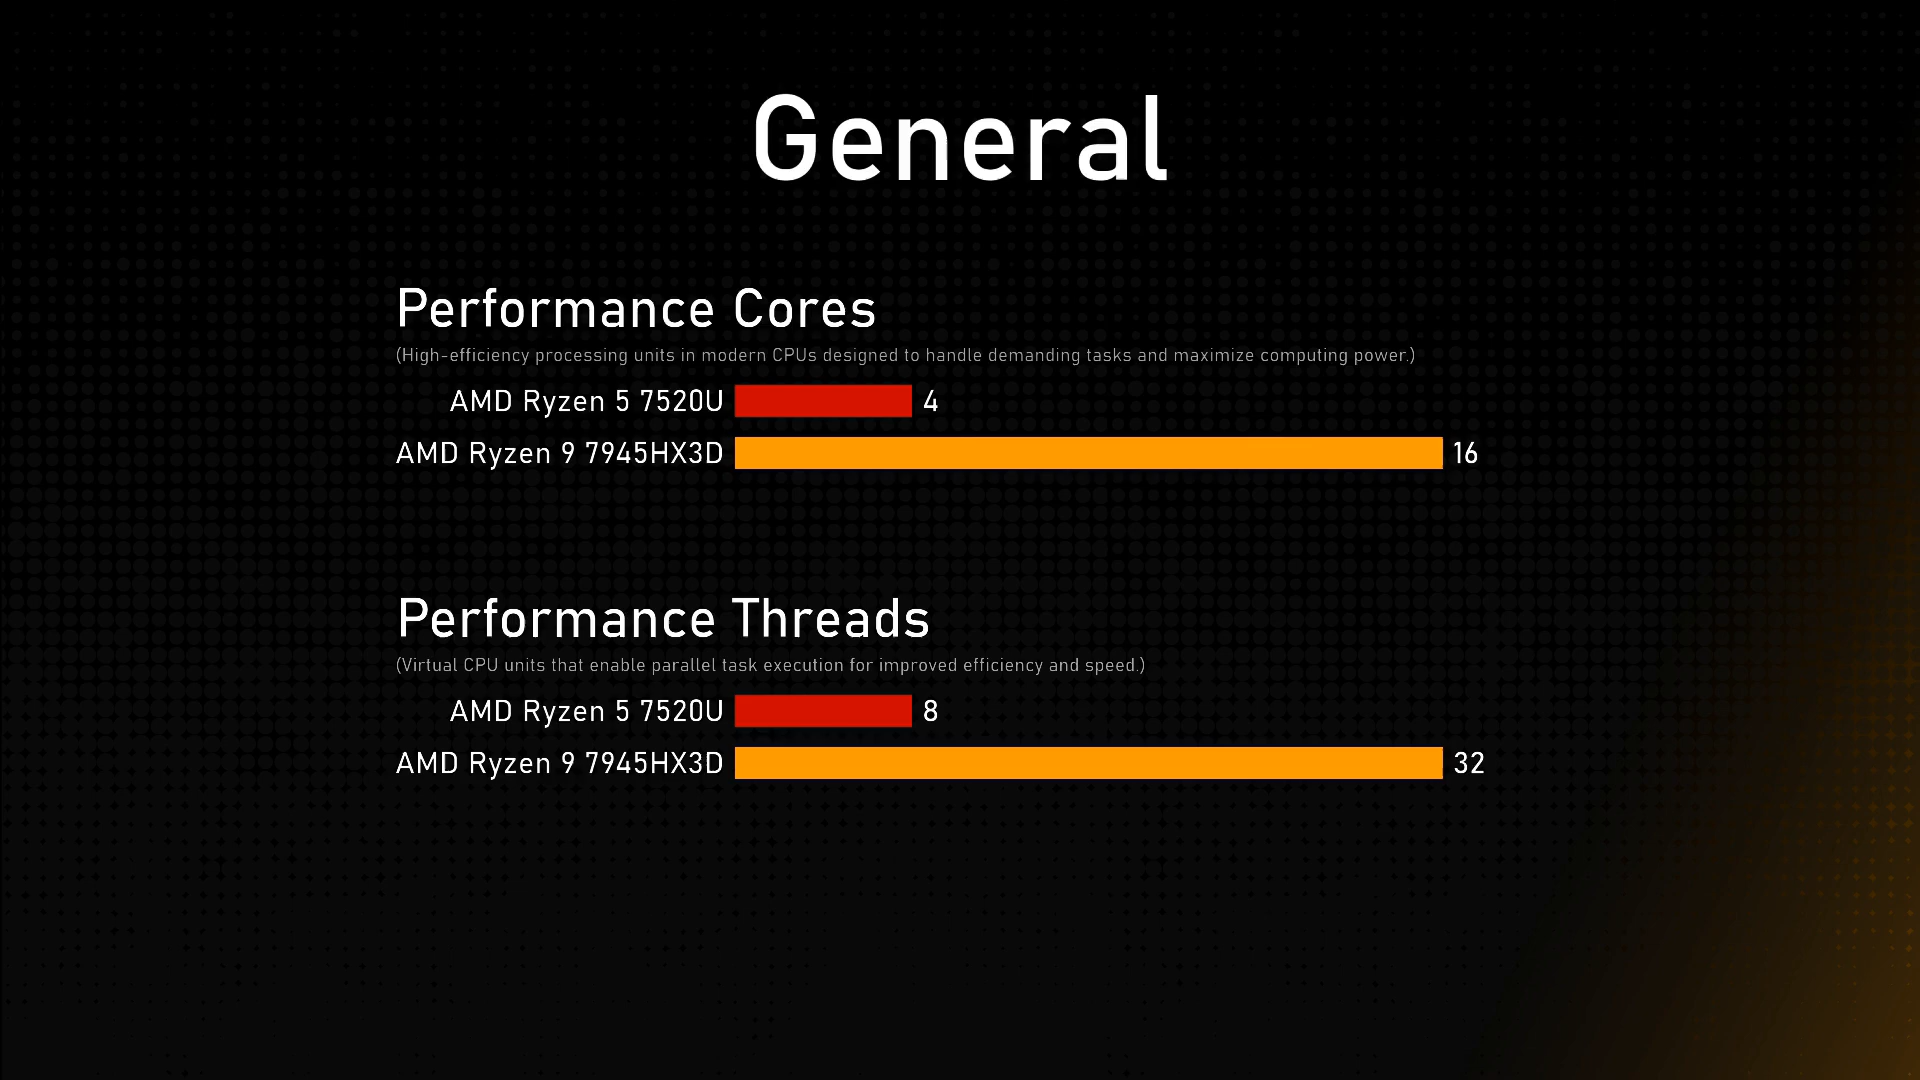 General
Performance Cores
(High-efficiency processing units in modern CPUs designed to handle demanding tasks and maximize computing power.)
AMD Ryzen 5 7520U 4
AMD Ryzen 9 7945HX3D 16
Performance Threads
(Virtual CPU units that enable parallel task execution for improved efficiency and speed.)
AMD Ryzen 5 7520U 8
AMD Ryzen 9 7945HX3D 32